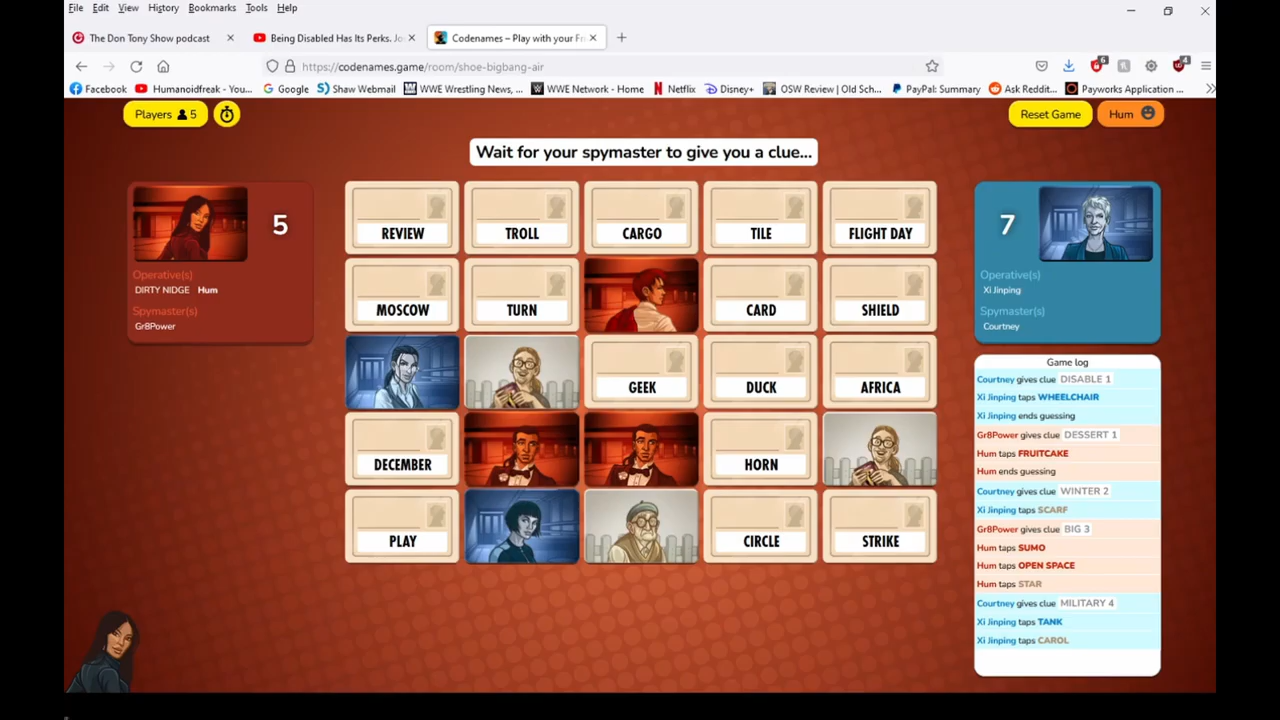 File Edit View History Bookmarks Tools Help
The Don Tony Show podcast Being Disabled Has Its Perks. Jo Codenames – Play with your Fr
https://codenames.game/room/shoe-bigbang-air 6 4
Facebook Humanoidfreak - You... Google Shaw Webmail WWE Wrestling News, ... WWE Network - Home Netflix Disney+ OSW Review | Old Sch... PayPal: Summary Ask Reddit... Payworks Application ...
Players 5 Reset Game Hum
Wait for your spymaster to give you a clue...
5
Operative(s)
DIRTY NIDGE Hum
Spymaster(s)
Gr8Power
REVIEW TROLL CARGO TILE FLIGHT DAY
MOSCOW TURN CARD SHIELD
GEEK DUCK AFRICA
DECEMBER HORN
PLAY CIRCLE STRIKE
7
Operative(s)
Xi Jinping
Spymaster(s)
Courtney
Game log
Courtney gives clue DISABLE 1
Xi Jinping taps WHEELCHAIR
Xi Jinping ends guessing
Gr8Power gives clue DESSERT 1
Hum taps FRUITCAKE
Hum ends guessing
Courtney gives clue WINTER 2
Xi Jinping taps SCARF
Gr8Power gives clue BIG 3
Hum taps SUMO
Hum taps OPEN SPACE
Hum taps STAR
Courtney gives clue MILITARY 4
Xi Jinping taps TANK
Xi Jinping taps CAROL